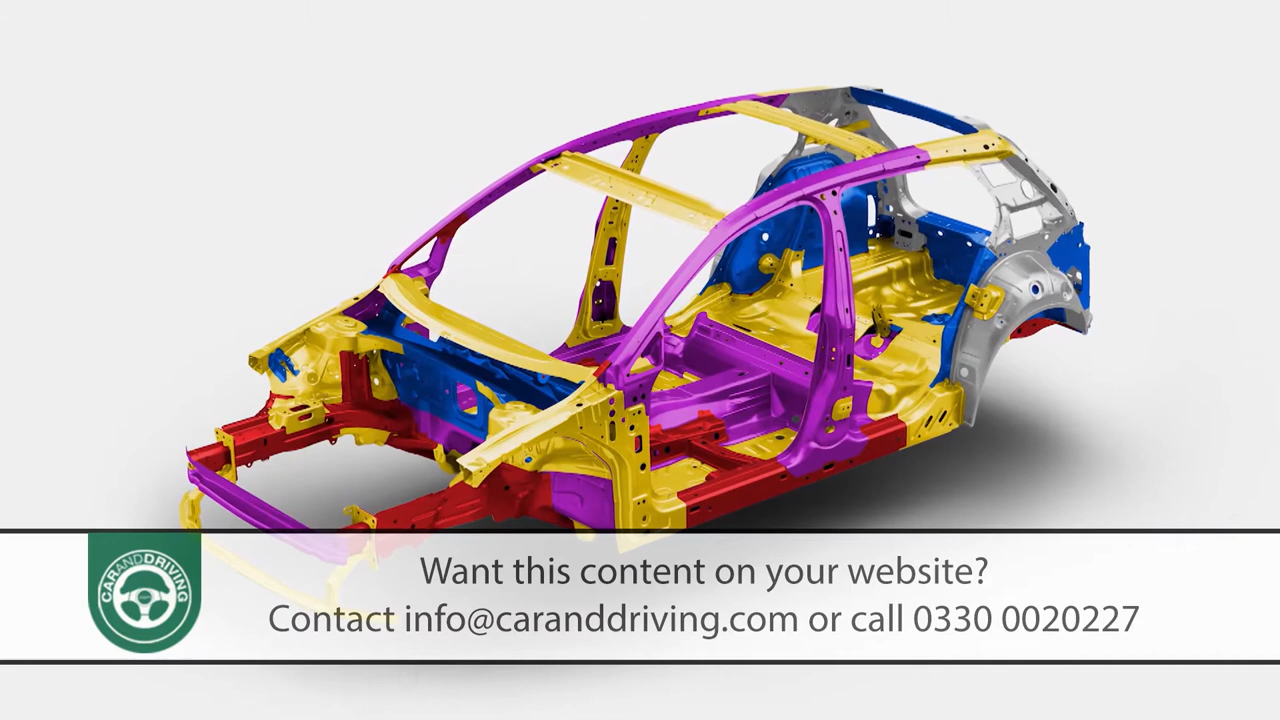 CARANDDRIVING
Want this content on your website?
Contact info@caranddriving.com or call 0330 0020227